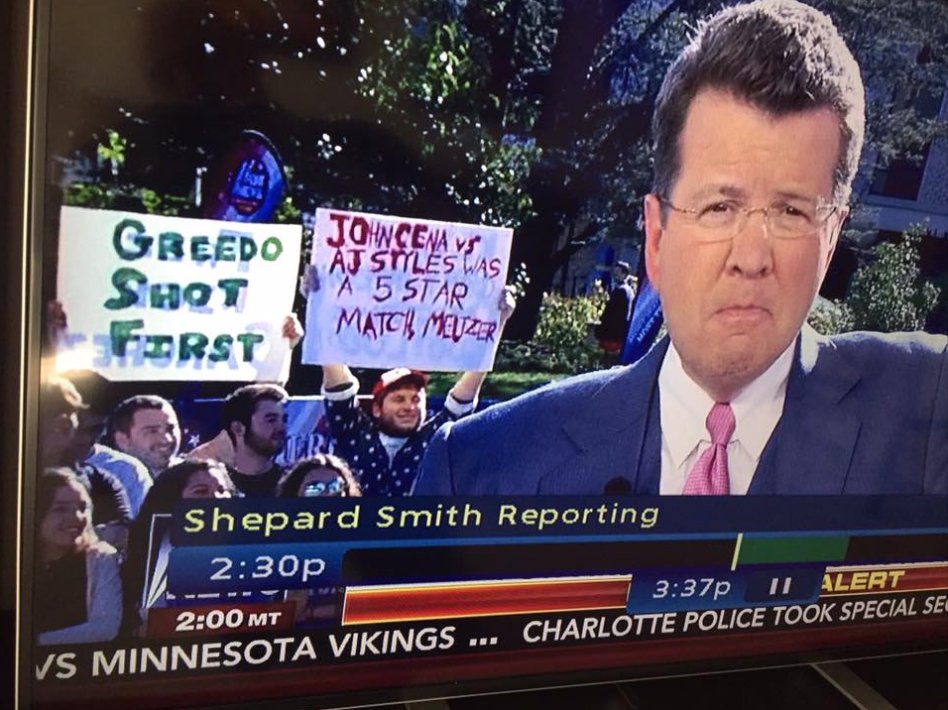 GREEDO
SHOT
FIRST
JOHN CENA VS
AJ STYLES WAS
A 5 STAR
MATCH, MELTZER
Shepard Smith Reporting
2:30p
3:37p
ALERT
2:00 MT
VS MINNESOTA VIKINGS ... CHARLOTTE POLICE TOOK SPECIAL SE